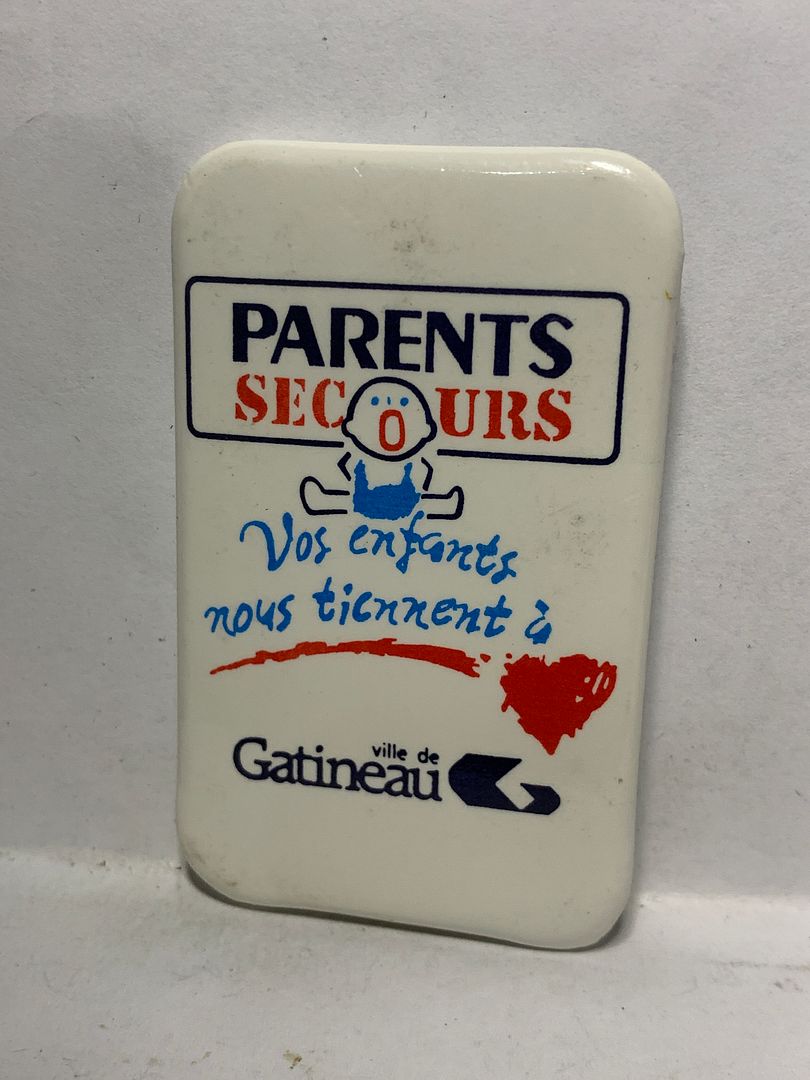 PARENTS
SECOURS
Vos enfants
nous tiennent à
ville de
Gatineau